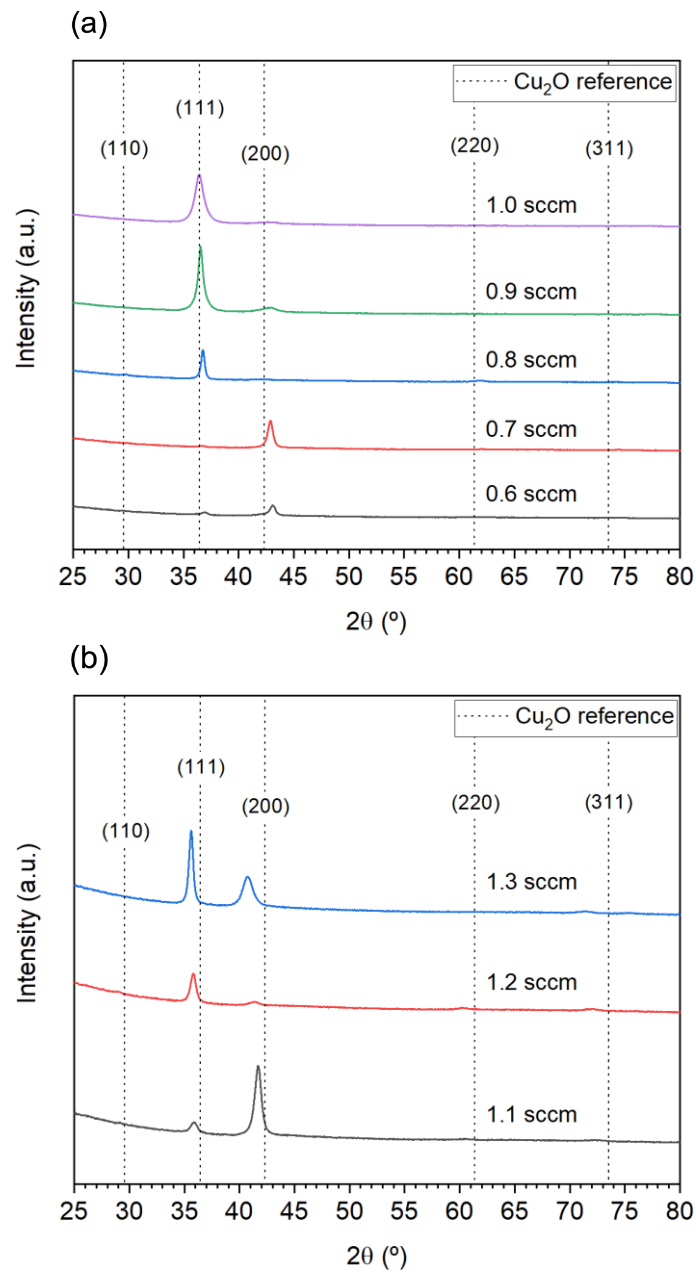 (a)
Cu₂O reference
(111)
(110) (200) (220) (311)
1.0 sccm
0.9 sccm
0.8 sccm
0.7 sccm
0.6 sccm
Intensity (a.u.)
25 30 35 40 45 50 55 60 65 70 75 80
2θ (º)
(b)
Cu₂O reference
(111)
(200) (220) (311)
(110)
1.3 sccm
1.2 sccm
1.1 sccm
Intensity (a.u.)
25 30 35 40 45 50 55 60 65 70 75 80
2θ (º)